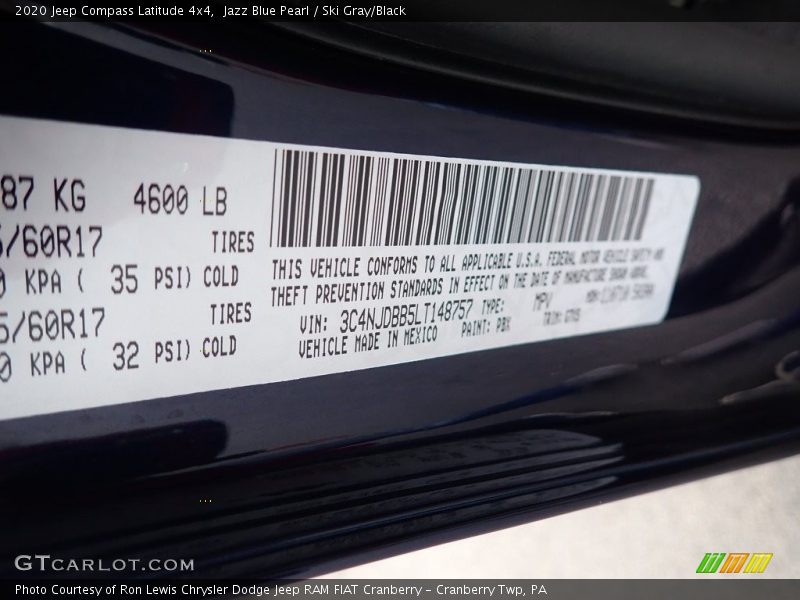 2020 Jeep Compass Latitude 4x4,  Jazz Blue Pearl / Ski Gray/Black
87 KG 4600 LB
/60R17 TIRES
0 KPA ( 35 PSI) COLD
5/60R17 TIRES
0 KPA ( 32 PSI) COLD
THIS VEHICLE CONFORMS TO ALL APPLICABLE U.S.A. FEDERAL MOTOR VEHICLE SAFETY AND
THEFT PREVENTION STANDARDS IN EFFECT ON THE DATE OF MANUFACTURE SHOWN ABOVE.
VIN: 3C4NJDBB5LT148757 TYPE: MPV
VEHICLE MADE IN MEXICO PAINT: PBX TRIM:
GTCARLOT.COM
Photo Courtesy of Ron Lewis Chrysler Dodge Jeep RAM FIAT Cranberry - Cranberry Twp, PA